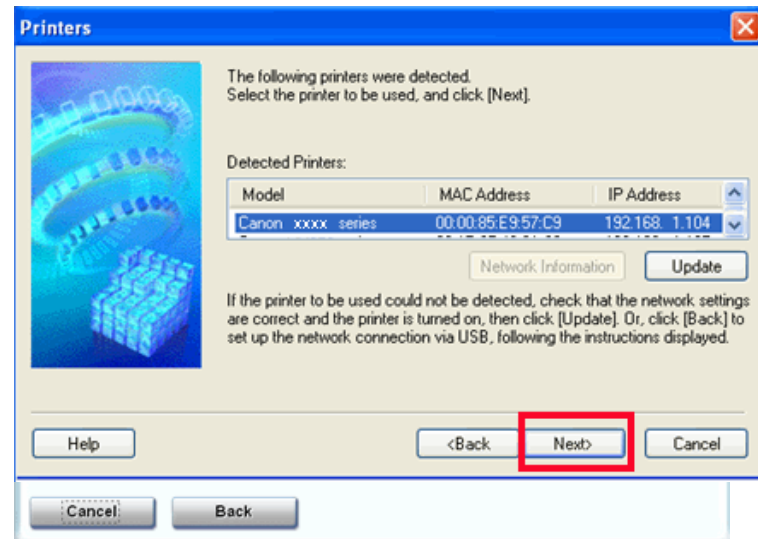 Printers
The following printers were detected.
Select the printer to be used, and click [Next].
Detected Printers:
Model MAC Address IP Address
Canon xxxx series 00:00:85:E9:57:C9 192.168. 1.104
Network Information Update
If the printer to be used could not be detected, check that the network settings
are correct and the printer is turned on, then click [Update]. Or, click [Back] to
set up the network connection via USB, following the instructions displayed.
Help <Back Next> Cancel
Cancel Back